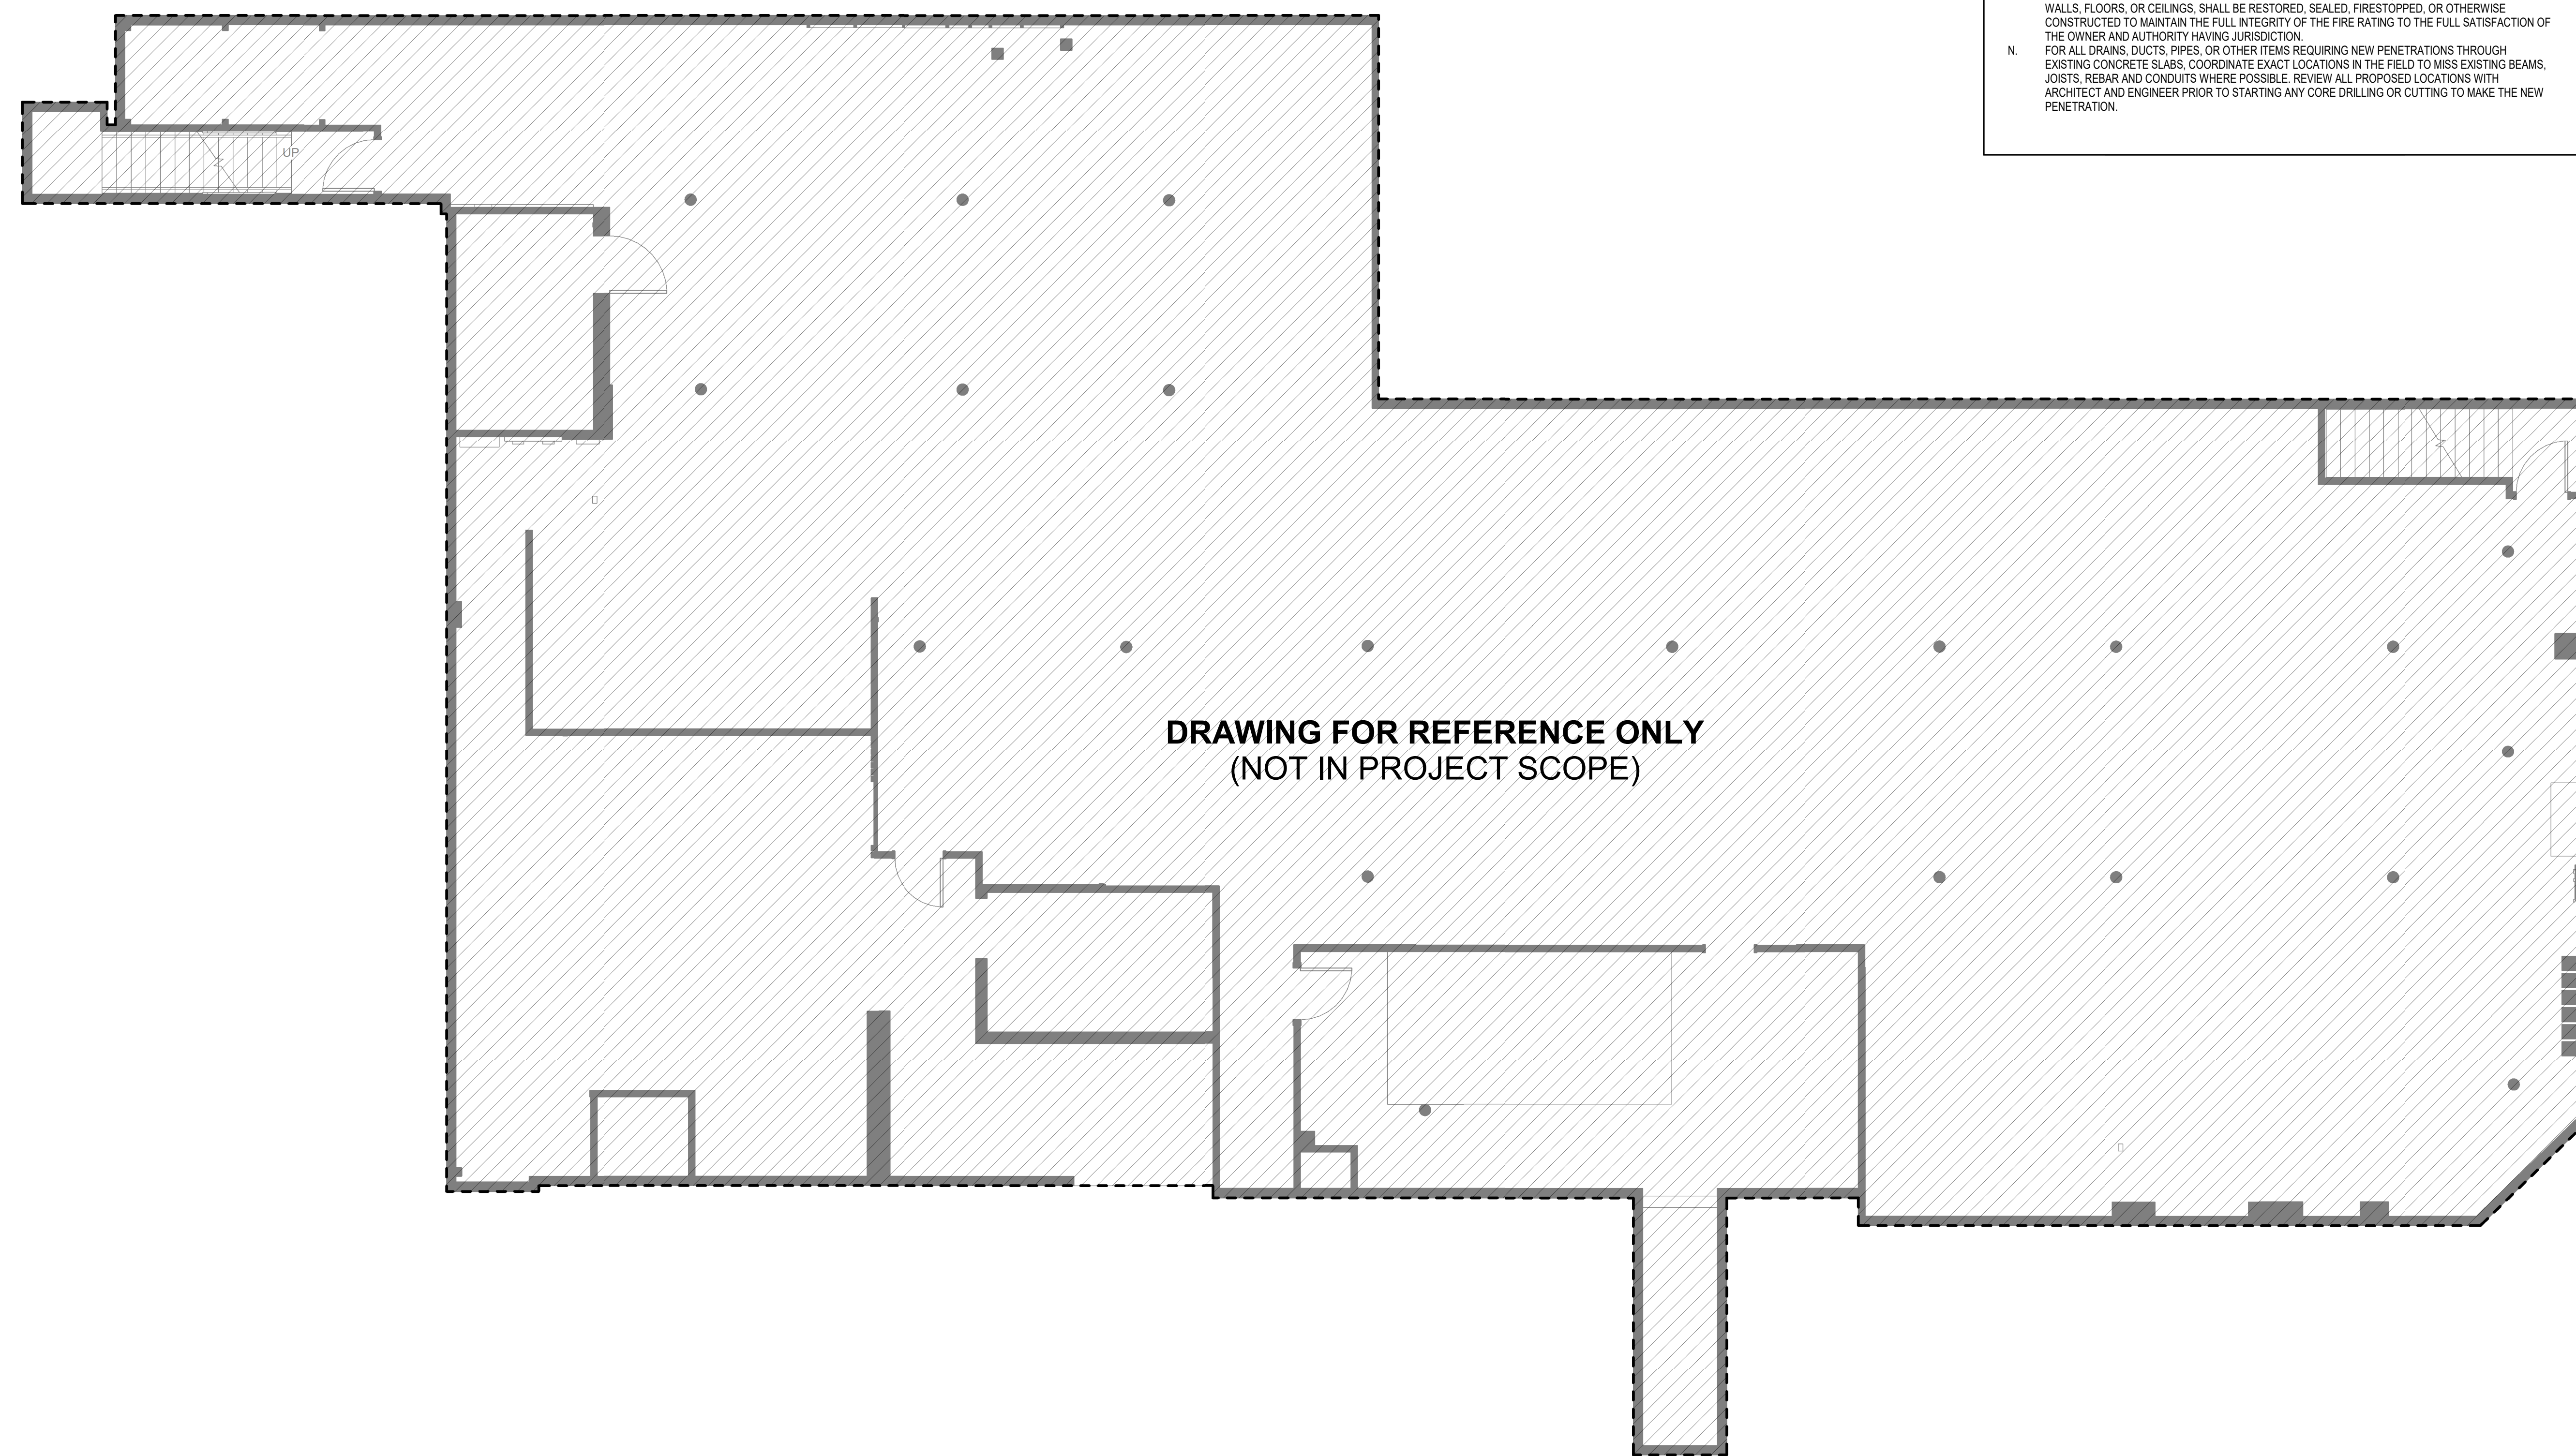 WALLS, FLOORS, OR CEILINGS, SHALL BE RESTORED, SEALED, FIRESTOPPED, OR OTHERWISE
CONSTRUCTED TO MAINTAIN THE FULL INTEGRITY OF THE FIRE RATING TO THE FULL SATISFACTION OF
THE OWNER AND AUTHORITY HAVING JURISDICTION.
N. FOR ALL DRAINS, DUCTS, PIPES, OR OTHER ITEMS REQUIRING NEW PENETRATIONS THROUGH
EXISTING CONCRETE SLABS, COORDINATE EXACT LOCATIONS IN THE FIELD TO MISS EXISTING BEAMS,
JOISTS, REBAR AND CONDUITS WHERE POSSIBLE. REVIEW ALL PROPOSED LOCATIONS WITH
ARCHITECT AND ENGINEER PRIOR TO STARTING ANY CORE DRILLING OR CUTTING TO MAKE THE NEW
PENETRATION.
UP
DRAWING FOR REFERENCE ONLY
(NOT IN PROJECT SCOPE)